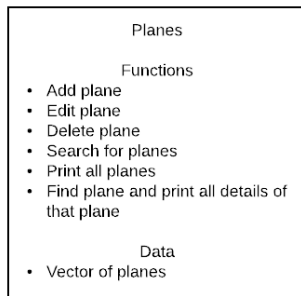 Planes
Functions
• Add plane
• Edit plane
• Delete plane
• Search for planes
• Print all planes
• Find plane and print all details of
that plane
Data
• Vector of planes